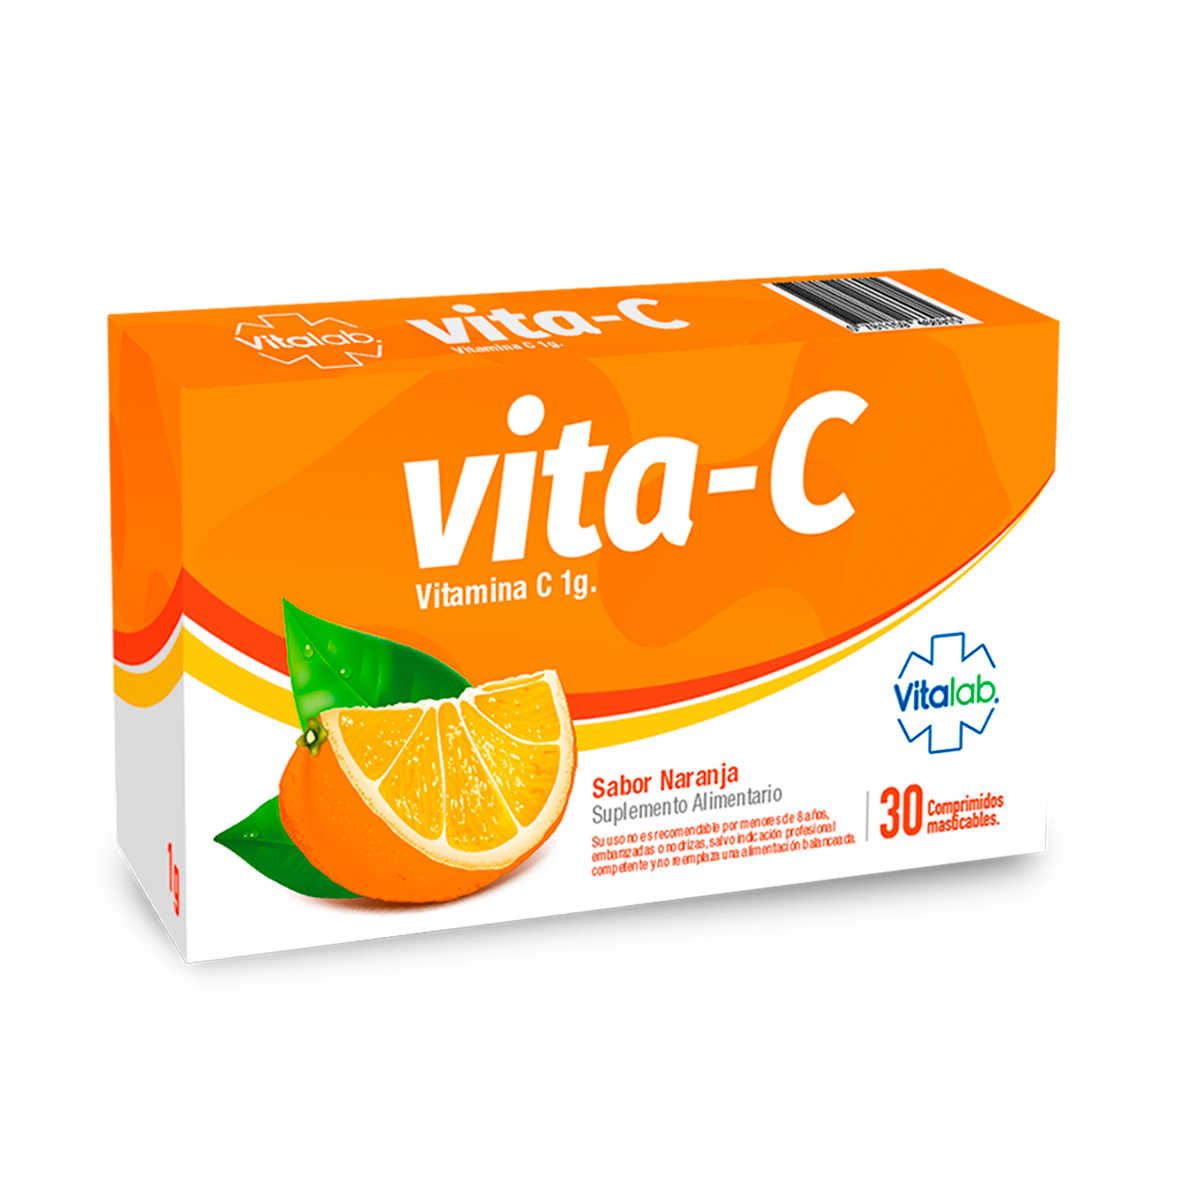 vitalab.
vita-C
Vitamina C 1g.
vita-C
Vitamina C 1g.
vitalab.
Sabor Naranja
Suplemento Alimentario
Su uso no es recomendable por menores de 8 años,
embarazadas o nodrizas, salvo indicación profesional
competente y no reemplaza una alimentación balanceada.
30 Comprimidos
masticables.
1g